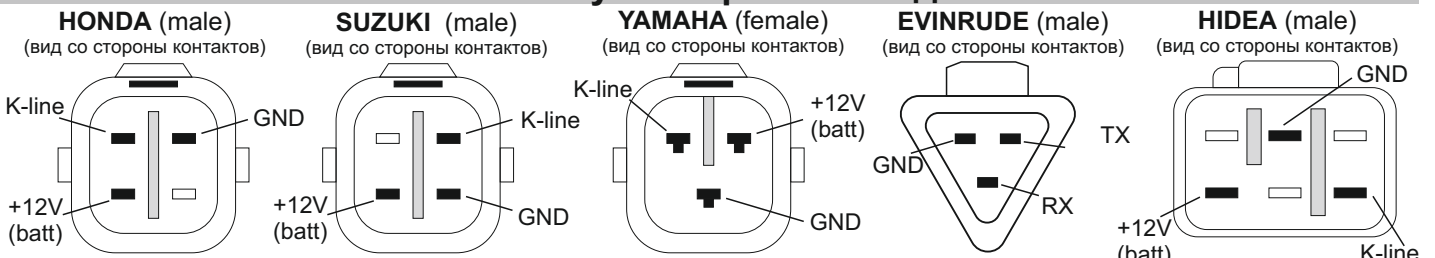 HONDA (male)
(вид со стороны контактов)
K-line
GND
+12V
(batt)
SUZUKI (male)
(вид со стороны контактов)
K-line
+12V
(batt)
GND
YAMAHA (female)
(вид со стороны контактов)
K-line
+12V
(batt)
GND
EVINRUDE (male)
(вид со стороны контактов)
GND
TX
RX
HIDEA (male)
(вид со стороны контактов)
GND
+12V
(batt)
K-line